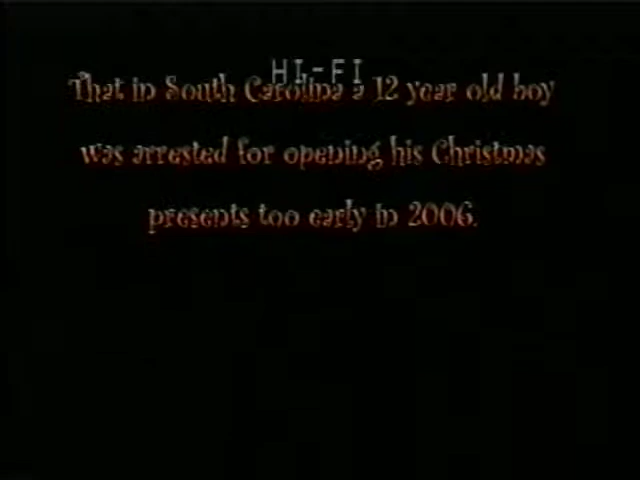 HI-FI
That in South Carolina a 12 year old boy
was arrested for opening his Christmas
presents too early in 2006.